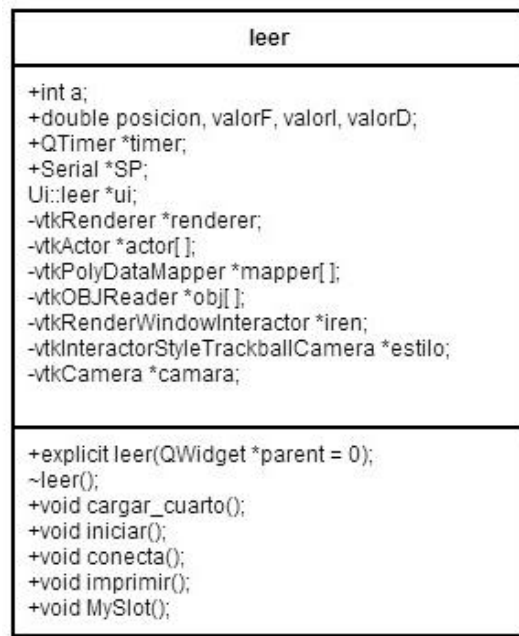 leer
+int a;
+double posicion, valorF, valorI, valorD;
+QTimer *timer;
+Serial *SP;
Ui::leer *ui;
-vtkRenderer *renderer;
-vtkActor *actor[ ];
-vtkPolyDataMapper *mapper[ ];
-vtkOBJReader *obj[ ];
-vtkRenderWindowInteractor *iren;
-vtkInteractorStyleTrackballCamera *estilo;
-vtkCamera *camara;
+explicit leer(QWidget *parent = 0);
~leer();
+void cargar_cuarto();
+void iniciar();
+void conecta();
+void imprimir();
+void MySlot();